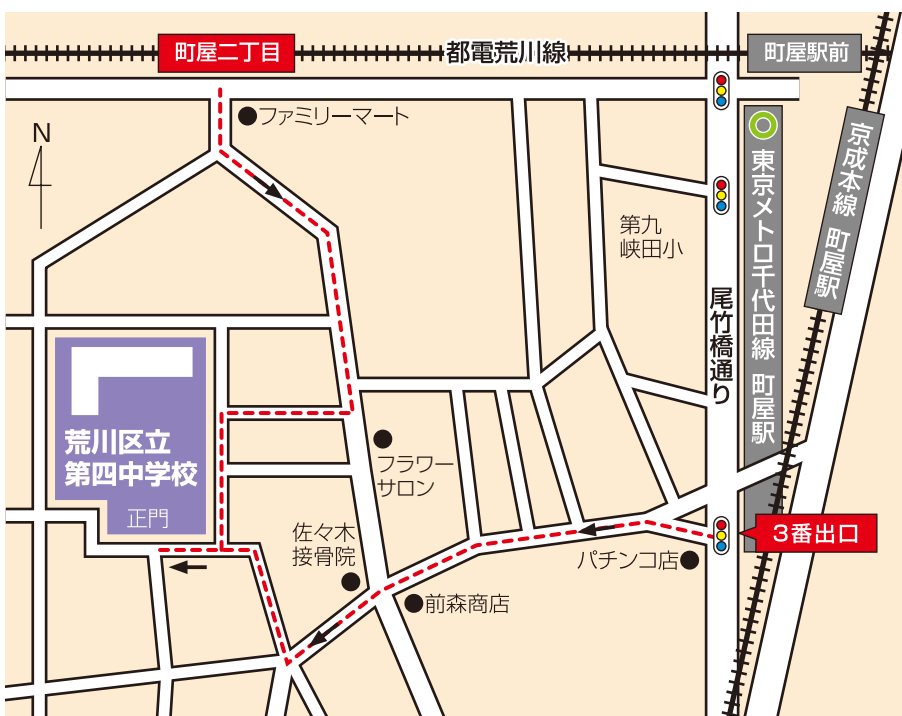 町屋二丁目
都電荒川線
町屋駅前
ファミリーマート
N
京成本線 町屋駅
東京メトロ千代田線 町屋駅
第九
峡田小
尾竹橋通り
荒川区立
第四中学校
正門
フラワー
サロン
佐々木
接骨院
パチンコ店
3番出口
前森商店